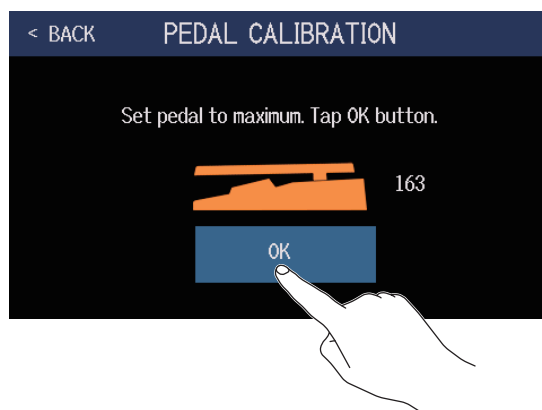 < BACK PEDAL CALIBRATION
Set pedal to maximum. Tap OK button.
163
OK